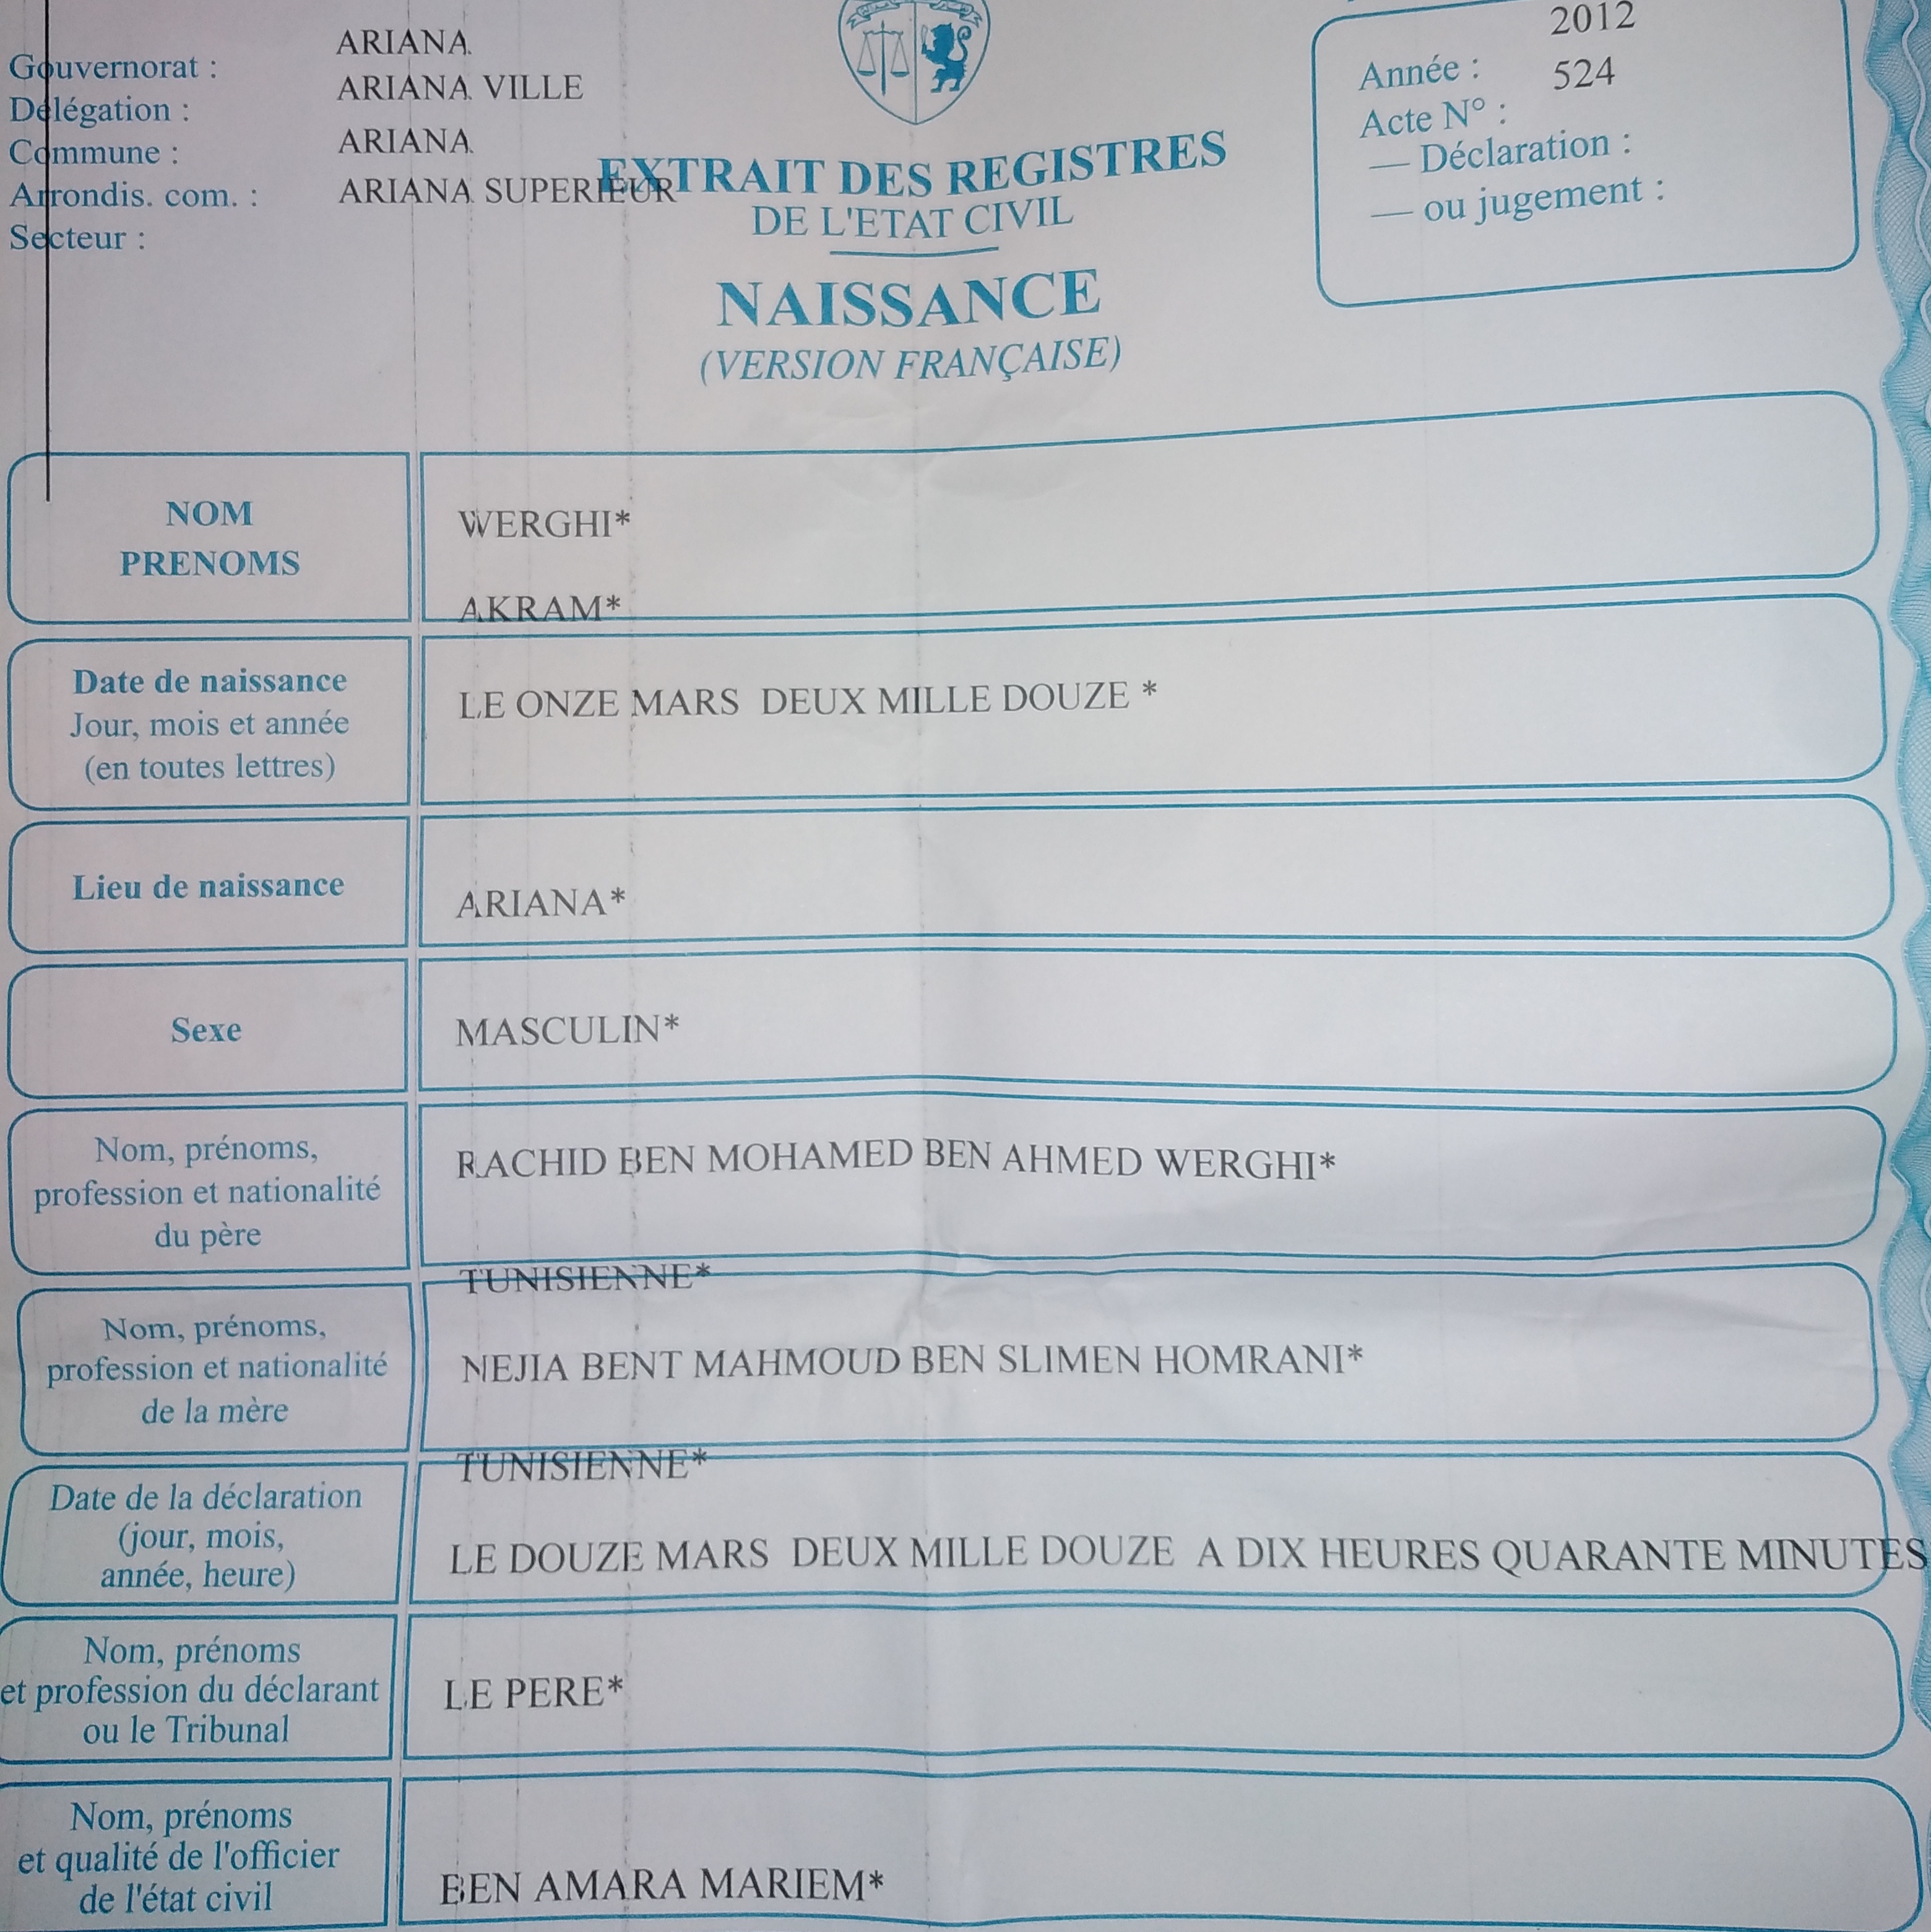 Gouvernorat : ARIANA
Délégation : ARIANA VILLE
Commune : ARIANA
Arrondis. com. : ARIANA SUPERIEUR
Secteur :
EXTRAIT DES REGISTRES
DE L'ETAT CIVIL
NAISSANCE
(VERSION FRANÇAISE)
Année : 2012
Acte N° : 524
— Déclaration :
— ou jugement :
NOM
PRENOMS
WERGHI*
AKRAM*
Date de naissance
Jour, mois et année
(en toutes lettres)
LE ONZE MARS DEUX MILLE DOUZE *
Lieu de naissance
ARIANA*
Sexe
MASCULIN*
Nom, prénoms,
profession et nationalité
du père
RACHID BEN MOHAMED BEN AHMED WERGHI*
TUNISIENNE*
Nom, prénoms,
profession et nationalité
de la mère
NEJIA BENT MAHMOUD BEN SLIMEN HOMRANI*
TUNISIENNE*
Date de la déclaration
(jour, mois,
année, heure)
LE DOUZE MARS DEUX MILLE DOUZE A DIX HEURES QUARANTE MINUTES
Nom, prénoms
et profession du déclarant
ou le Tribunal
LE PERE*
Nom, prénoms
et qualité de l'officier
de l'état civil
BEN AMARA MARIEM*